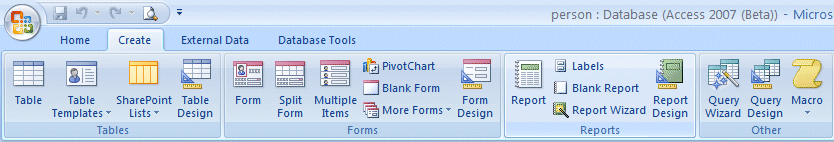 person : Database (Access 2007 (Beta)) - Micros
Home Create External Data Database Tools
Table
Table Templates
SharePoint Lists
Table Design
Tables
Form
Split Form
Multiple Items
PivotChart
Blank Form
More Forms
Form Design
Forms
Report
Labels
Blank Report
Report Wizard
Report Design
Reports
Query Wizard
Query Design
Macro
Other